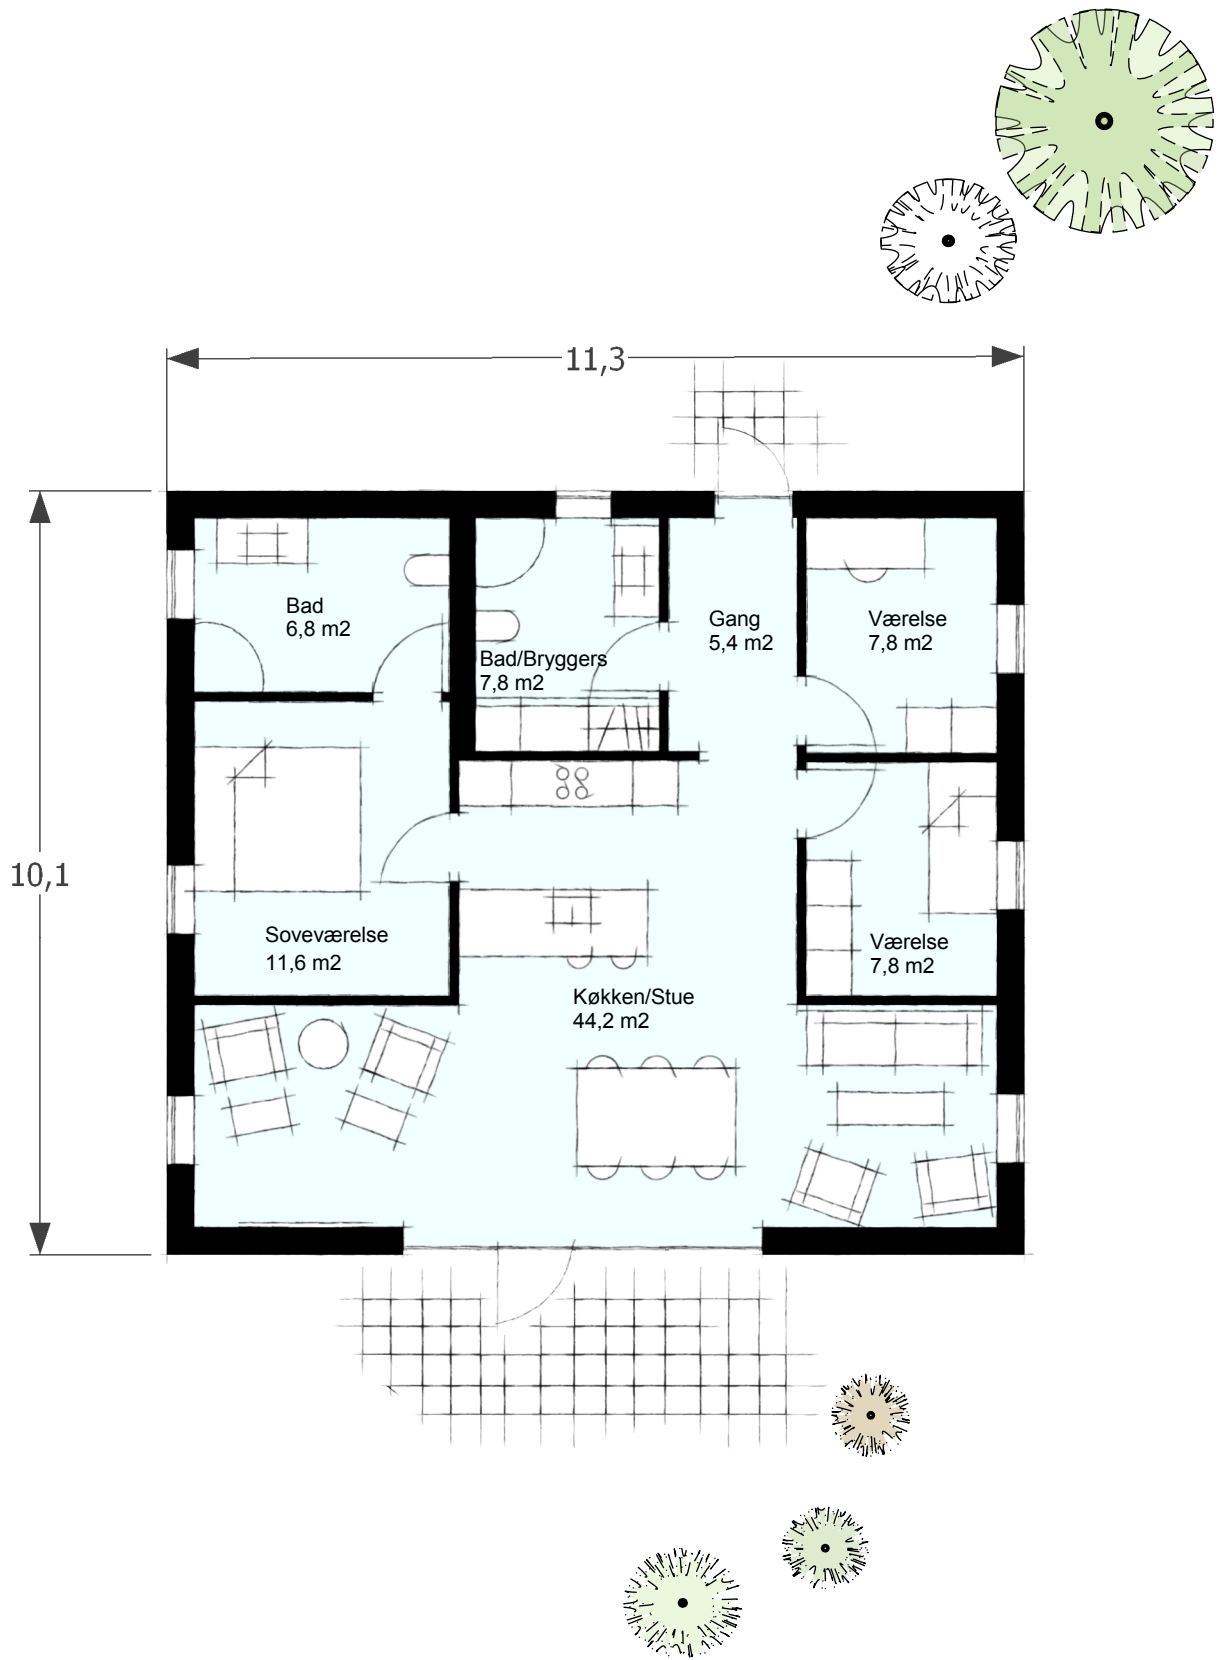 11,3
Bad
6,8 m2
Bad/Bryggers
7,8 m2
Gang
5,4 m2
Værelse
7,8 m2
10,1
Soveværelse
11,6 m2
Værelse
7,8 m2
Køkken/Stue
44,2 m2